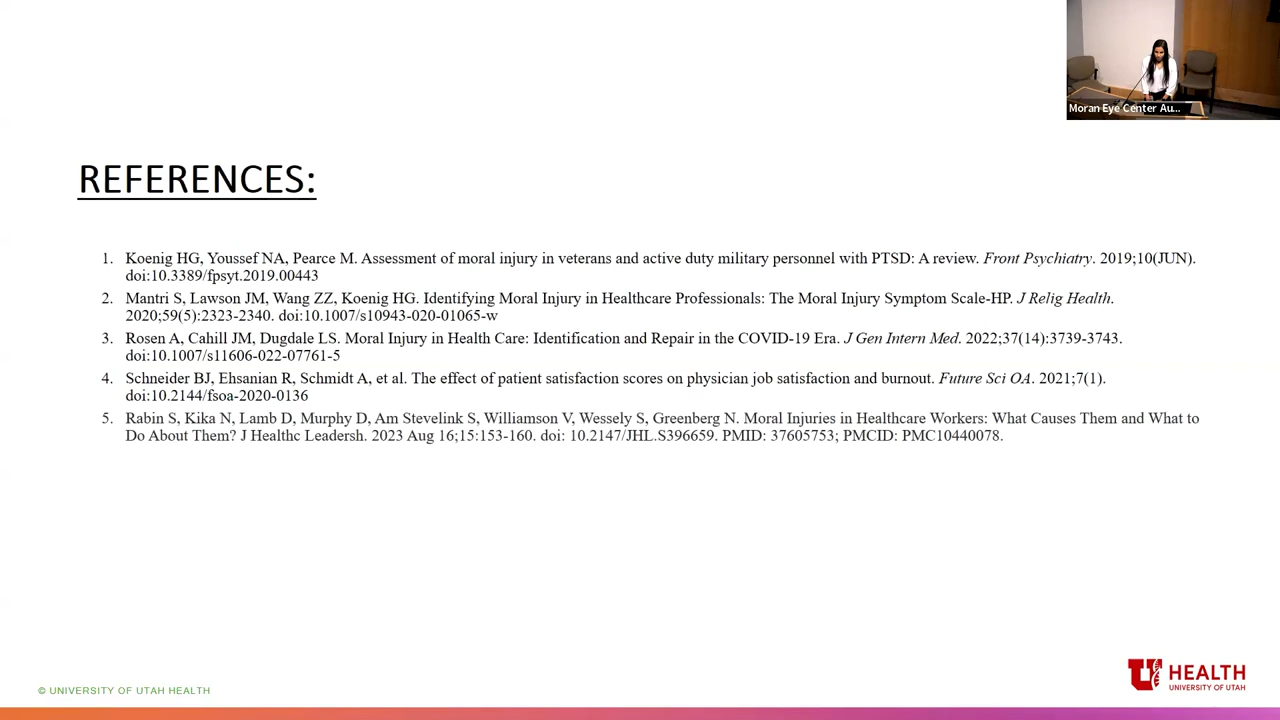 Moran Eye Center Au...
REFERENCES:
1. Koenig HG, Youssef NA, Pearce M. Assessment of moral injury in veterans and active duty military personnel with PTSD: A review. Front Psychiatry. 2019;10(JUN).
doi:10.3389/fpsyt.2019.00443
2. Mantri S, Lawson JM, Wang ZZ, Koenig HG. Identifying Moral Injury in Healthcare Professionals: The Moral Injury Symptom Scale-HP. J Relig Health.
2020;59(5):2323-2340. doi:10.1007/s10943-020-01065-w
3. Rosen A, Cahill JM, Dugdale LS. Moral Injury in Health Care: Identification and Repair in the COVID-19 Era. J Gen Intern Med. 2022;37(14):3739-3743.
doi:10.1007/s11606-022-07761-5
4. Schneider BJ, Ehsanian R, Schmidt A, et al. The effect of patient satisfaction scores on physician job satisfaction and burnout. Future Sci OA. 2021;7(1).
doi:10.2144/fsoa-2020-0136
5. Rabin S, Kika N, Lamb D, Murphy D, Am Stevelink S, Williamson V, Wessely S, Greenberg N. Moral Injuries in Healthcare Workers: What Causes Them and What to
Do About Them? J Healthc Leadersh. 2023 Aug 16;15:153-160. doi: 10.2147/JHL.S396659. PMID: 37605753; PMCID: PMC10440078.
© UNIVERSITY OF UTAH HEALTH
U HEALTH
UNIVERSITY OF UTAH